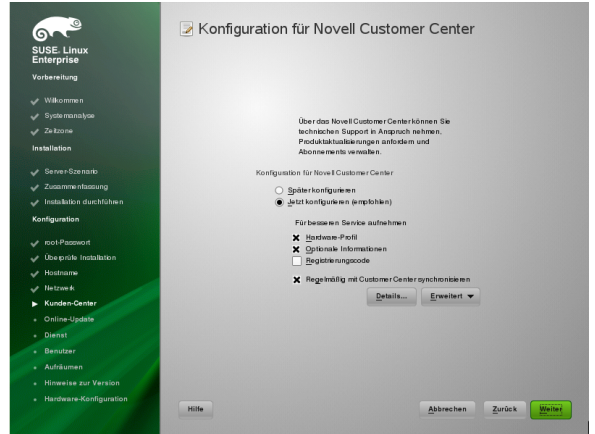 SUSE. Linux
Enterprise
Vorbereitung
Willkommen
Systemanalyse
Zeitzone
Installation
Server-Szenario
Zusammenfassung
Installation durchführen
Konfiguration
root-Passwort
Überprüfe Installation
Hostname
Netzwerk
Kunden-Center
Online-Update
Dienst
Benutzer
Aufräumen
Hinweise zur Version
Hardware-Konfiguration
Konfiguration für Novell Customer Center
Über das Novell Customer Center können Sie
technischen Support in Anspruch nehmen,
Produktaktualisierungen anfordern und
Abonnements verwalten.
Konfiguration für Novell Customer Center
Später konfigurieren
Jetzt konfigurieren (empfohlen)
Für besseren Service aufnehmen
Hardware-Profil
Optionale Informationen
Registrierungscode
Regelmäßig mit Customer Center synchronisieren
Details...
Erweitert
Hilfe
Abbrechen
Zurück
Weiter